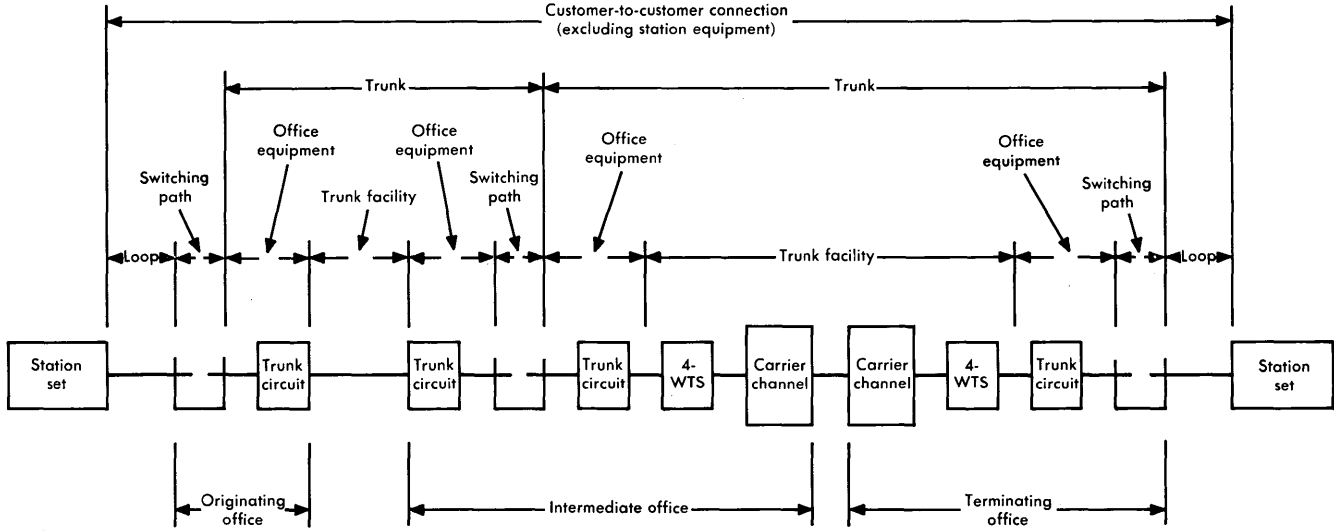 Customer-to-customer connection
(excluding station equipment)
Trunk
Trunk
Office
equipment
Office
equipment
Office
equipment
Office
equipment
Switching
path
Trunk facility
Switching
path
Switching
path
Loop
Trunk facility
Loop
Station
set
Trunk
circuit
Trunk
circuit
Trunk
circuit
4-
WTS
Carrier
channel
Carrier
channel
4-
WTS
Trunk
circuit
Station
set
Originating
office
Intermediate office
Terminating
office